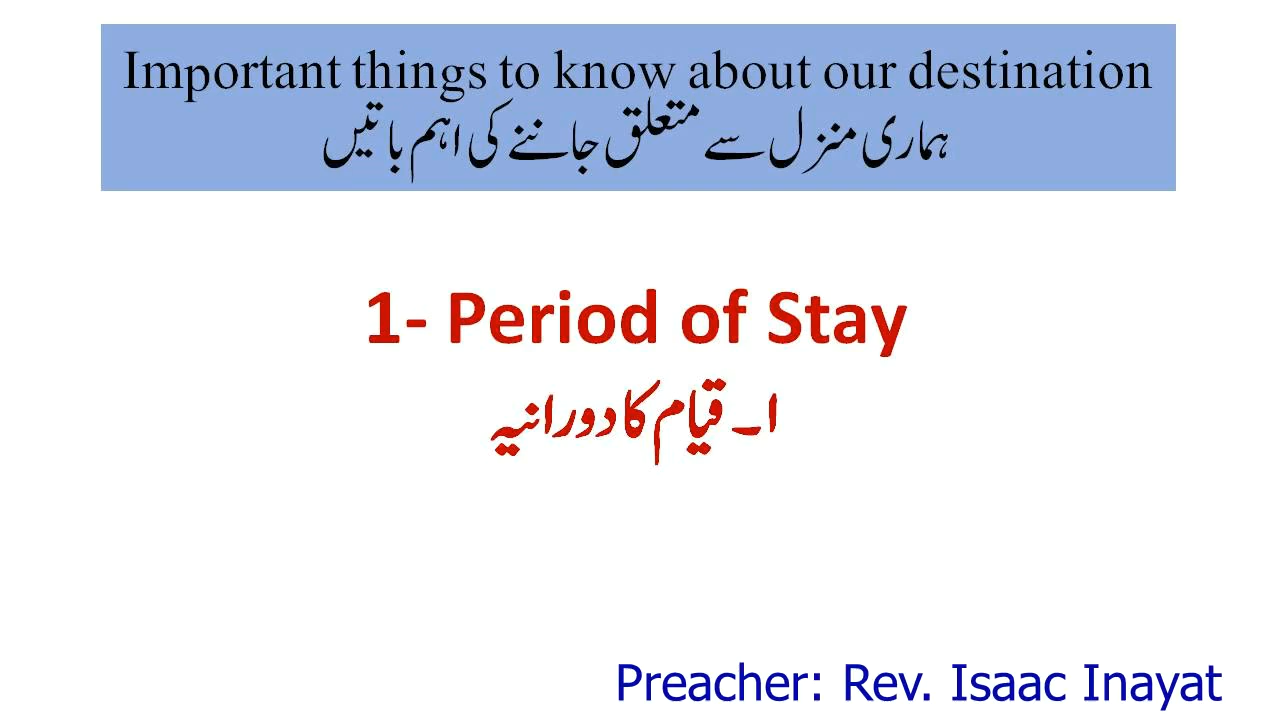 Important things to know about our destination
ہماری منزل سے متعلق جاننے کی اہم باتیں
1- Period of Stay
۱۔ قیام کا دورانیہ
Preacher: Rev. Isaac Inayat